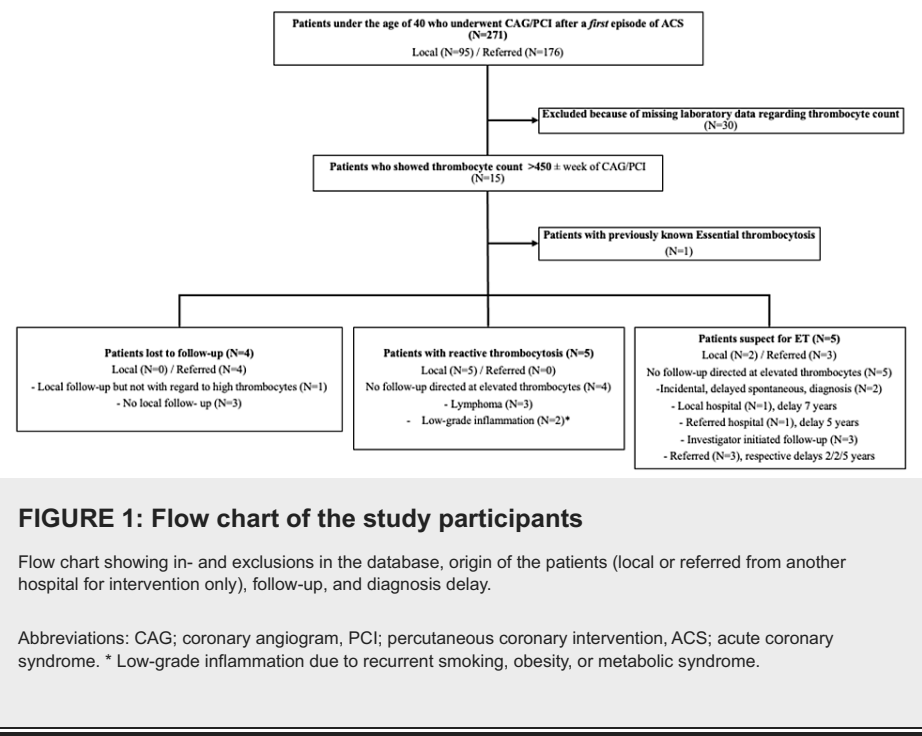 Patients under the age of 40 who underwent CAG/PCI after a first episode of ACS
(N=271)
Local (N=95) / Referred (N=176)
Excluded because of missing laboratory data regarding thrombocyte count
(N=30)
Patients who showed thrombocyte count >450 ± week of CAG/PCI
(N=15)
Patients with previously known Essential thrombocytosis
(N=1)
Patients lost to follow-up (N=4)
Local (N=0) / Referred (N=4)
- Local follow-up but not with regard to high thrombocytes (N=1)
- No local follow- up (N=3)
Patients with reactive thrombocytosis (N=5)
Local (N=5) / Referred (N=0)
No follow-up directed at elevated thrombocytes (N=4)
- Lymphoma (N=3)
- Low-grade inflammation (N=2)*
Patients suspect for ET (N=5)
Local (N=2) / Referred (N=3)
No follow-up directed at elevated thrombocytes (N=5)
-Incidental, delayed spontaneous, diagnosis (N=2)
- Local hospital (N=1), delay 7 years
- Referred hospital (N=1), delay 5 years
- Investigator initiated follow-up (N=3)
- Referred (N=3), respective delays 2/2/5 years
FIGURE 1: Flow chart of the study participants
Flow chart showing in- and exclusions in the database, origin of the patients (local or referred from another
hospital for intervention only), follow-up, and diagnosis delay.
Abbreviations: CAG; coronary angiogram, PCI; percutaneous coronary intervention, ACS; acute coronary
syndrome. * Low-grade inflammation due to recurrent smoking, obesity, or metabolic syndrome.